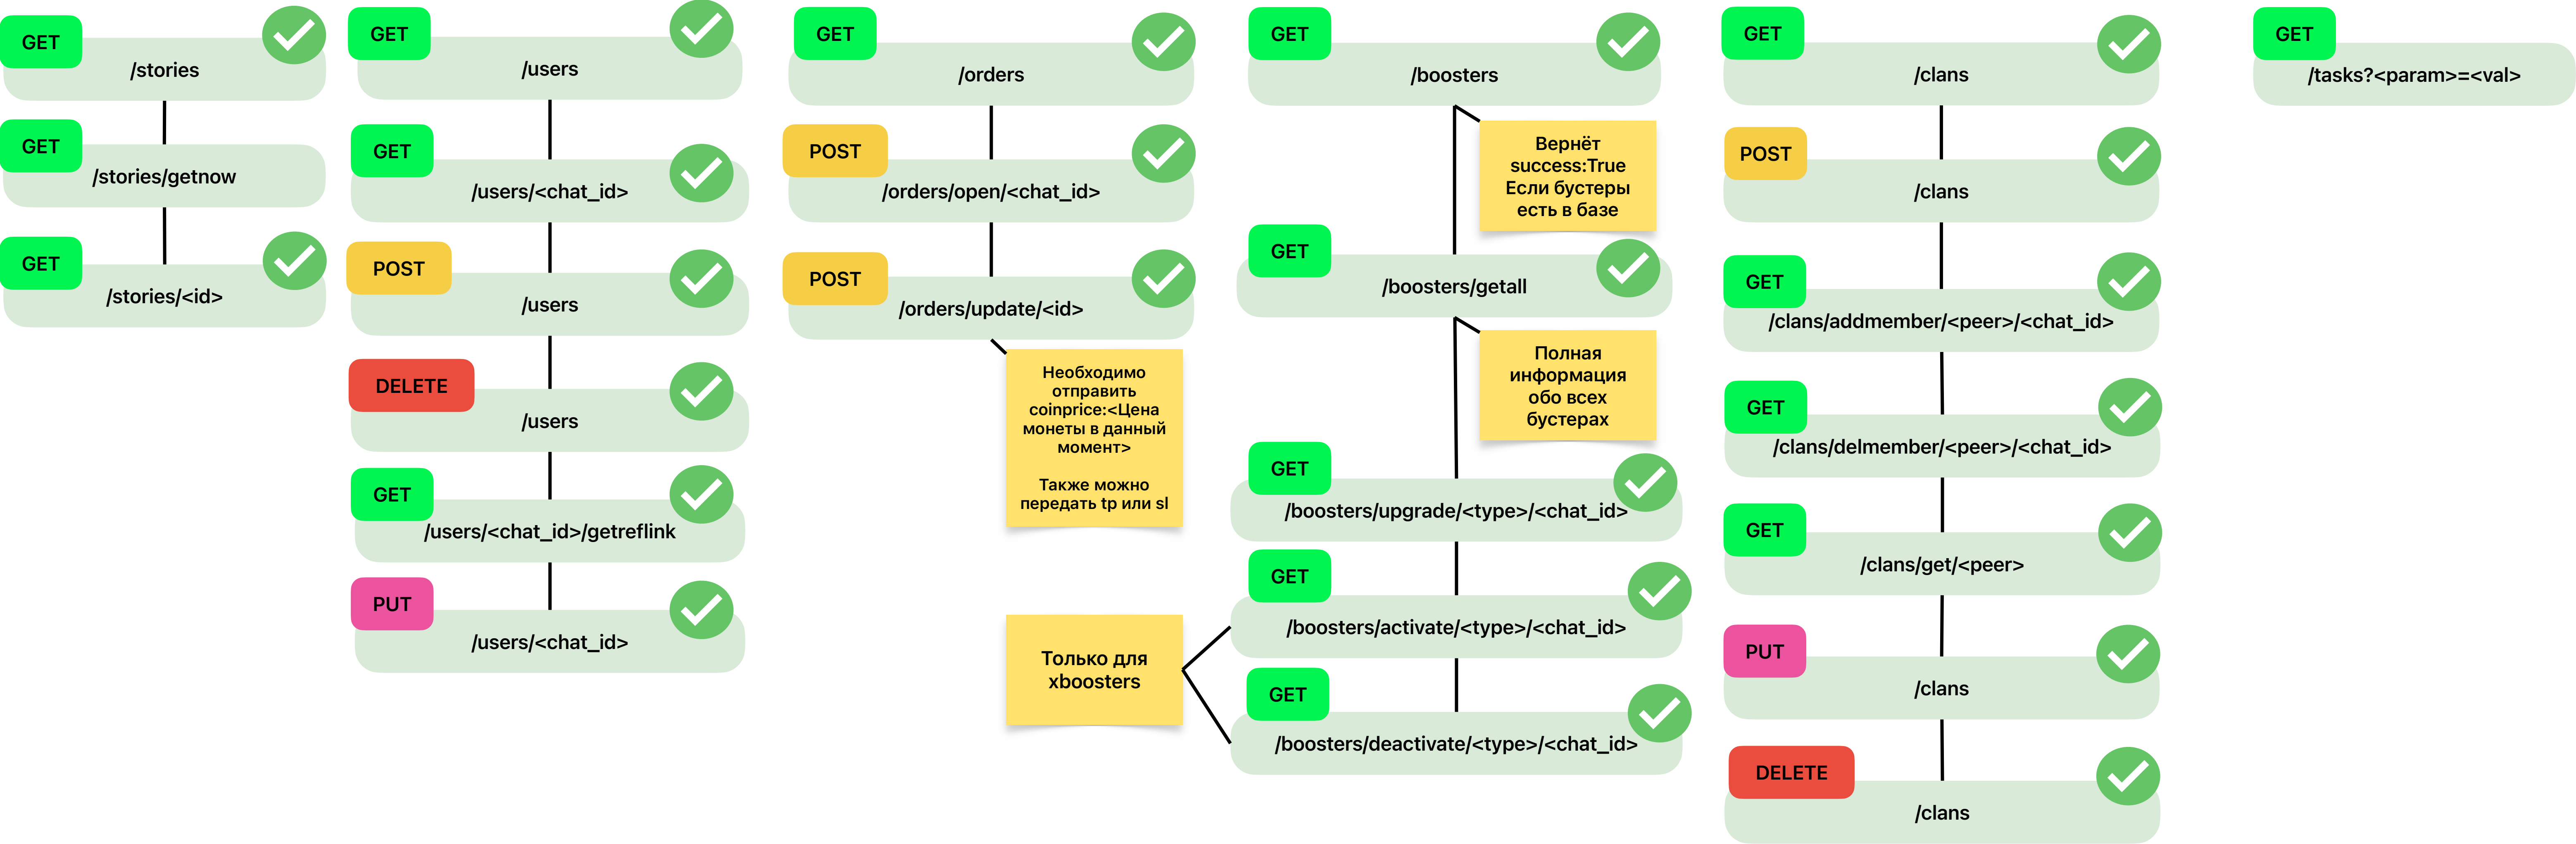 GET
/stories
GET
/stories/getnow
GET
/stories/<id>
GET
/users
GET
/users/<chat_id>
POST
/users
DELETE
/users
GET
/users/<chat_id>/getreflink
PUT
/users/<chat_id>
GET
/orders
POST
/orders/open/<chat_id>
POST
/orders/update/<id>
Необходимо
отправить
coinprice:<Цена
монеты в данный
момент>
Также можно
передать tp или sl
GET
/boosters
Вернёт
success:True
Если бустеры
есть в базе
GET
/boosters/getall
Полная
информация
обо всех
бустерах
GET
/boosters/upgrade/<type>/<chat_id>
GET
/boosters/activate/<type>/<chat_id>
Только для
xboosters
GET
/boosters/deactivate/<type>/<chat_id>
GET
/clans
POST
/clans
GET
/clans/addmember/<peer>/<chat_id>
GET
/clans/delmember/<peer>/<chat_id>
GET
/clans/get/<peer>
PUT
/clans
DELETE
/clans
GET
/tasks?<param>=<val>